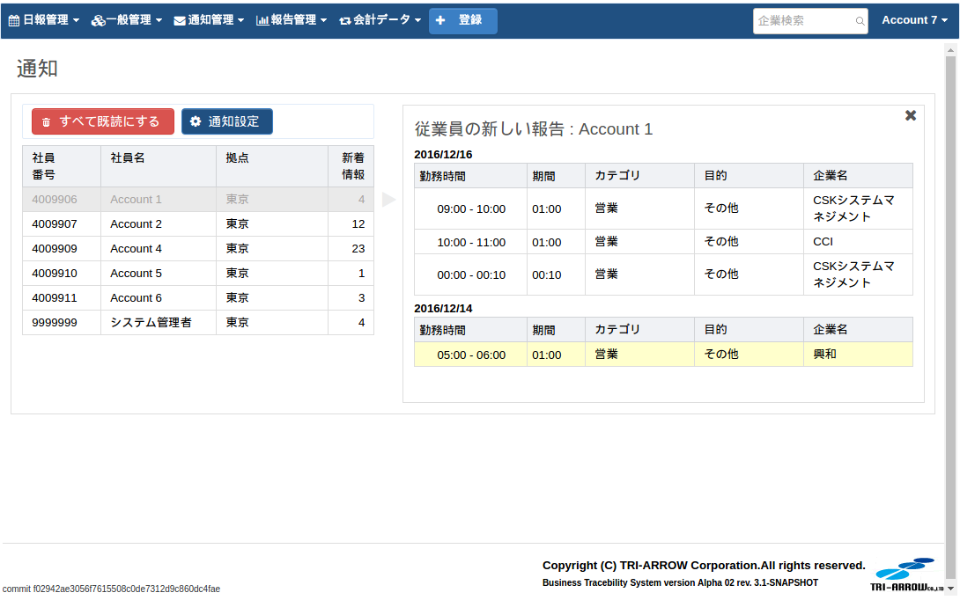 日報管理 一般管理 通知管理 報告管理 会計データ + 登録 企業検索 Account 7
通知
すべて既読にする 通知設定
社員番号 社員名 拠点 新着情報
4009906 Account 1 東京 4
4009907 Account 2 東京 12
4009909 Account 4 東京 23
4009910 Account 5 東京 1
4009911 Account 6 東京 3
9999999 システム管理者 東京 4
従業員の新しい報告 : Account 1
2016/12/16
勤務時間 期間 カテゴリ 目的 企業名
09:00 - 10:00 01:00 営業 その他 CSKシステムマネジメント
10:00 - 11:00 01:00 営業 その他 CCI
00:00 - 00:10 00:10 営業 その他 CSKシステムマネジメント
2016/12/14
勤務時間 期間 カテゴリ 目的 企業名
05:00 - 06:00 01:00 営業 その他 興和
Copyright (C) TRI-ARROW Corporation.All rights reserved.
Business Tracebility System version Alpha 02 rev. 3.1-SNAPSHOT
TRI-ARROW
commit f02942ae3056f7615508c0de7312d9c860dc4fae